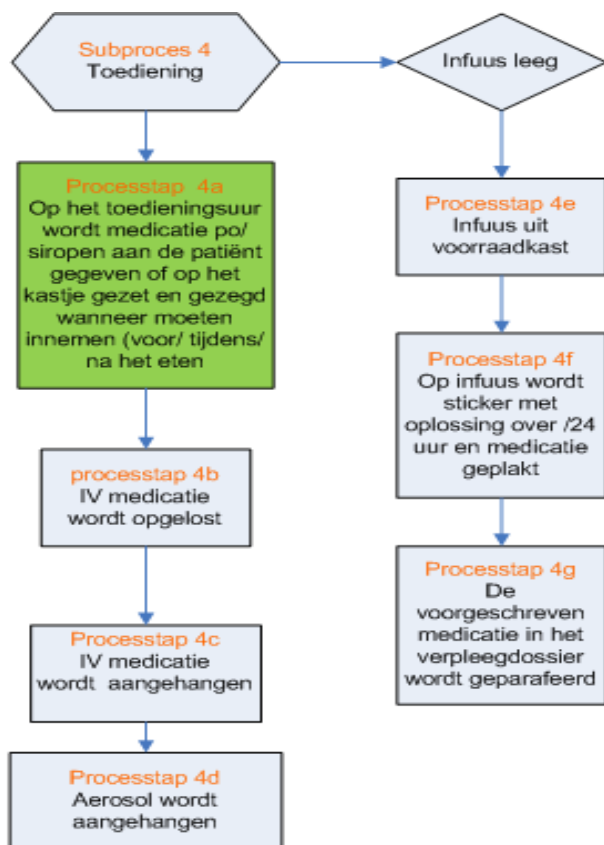 Subproces 4
Toediening
Infuus leeg
Processtap 4a
Op het toedieningsuur
wordt medicatie po/
siropen aan de patiënt
gegeven of op het
kastje gezet en gezegd
wanneer moeten
innemen (voor/ tijdens/
na het eten
processtap 4b
IV medicatie
wordt opgelost
Processtap 4c
IV medicatie
wordt aangehangen
Processtap 4d
Aerosol wordt
aangehangen
Processtap 4e
Infuus uit
voorraadkast
Processtap 4f
Op infuus wordt
sticker met
oplossing over /24
uur en medicatie
geplakt
Processtap 4g
De
voorgeschreven
medicatie in het
verpleegdossier
wordt geparafeerd